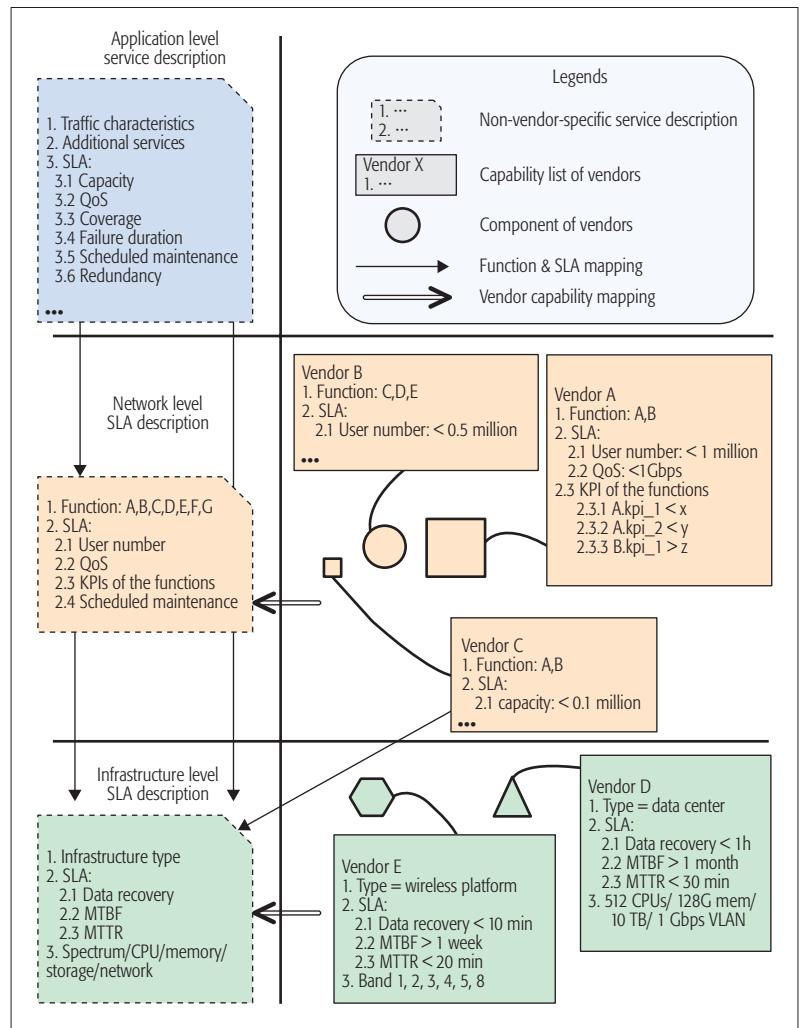 Application level
service description
1. Traffic characteristics
2. Additional services
3. SLA:
3.1 Capacity
3.2 QoS
3.3 Coverage
3.4 Failure duration
3.5 Scheduled maintenance
3.6 Redundancy
•••
Legends
1. ···
2. ···
Non-vendor-specific service description
Vendor X
1. ···
Capability list of vendors
Component of vendors
Function & SLA mapping
Vendor capability mapping
Network level
SLA description
1. Function: A,B,C,D,E,F,G
2. SLA:
2.1 User number
2.2 QoS
2.3 KPIs of the functions
2.4 Scheduled maintenance
Vendor B
1. Function: C,D,E
2. SLA:
2.1 User number: < 0.5 million
•••
Vendor A
1. Function: A,B
2. SLA:
2.1 User number: < 1 million
2.2 QoS: <1Gbps
2.3 KPI of the functions
2.3.1 A.kpi_1 < x
2.3.2 A.kpi_2 < y
2.3.3 B.kpi_1 > z
Vendor C
1. Function: A,B
2. SLA:
2.1 capacity: < 0.1 million
•••
Infrastructure level
SLA description
1. Infrastructure type
2. SLA:
2.1 Data recovery
2.2 MTBF
2.3 MTTR
3. Spectrum/CPU/memory/
storage/network
Vendor E
1. Type = wireless platform
2. SLA:
2.1 Data recovery < 10 min
2.2 MTBF > 1 week
2.3 MTTR < 20 min
3. Band 1, 2, 3, 4, 5, 8
Vendor D
1. Type = data center
2. SLA:
2.1 Data recovery < 1h
2.2 MTBF > 1 month
2.3 MTTR < 30 min
3. 512 CPUs/ 128G mem/
10 TB/ 1 Gbps VLAN